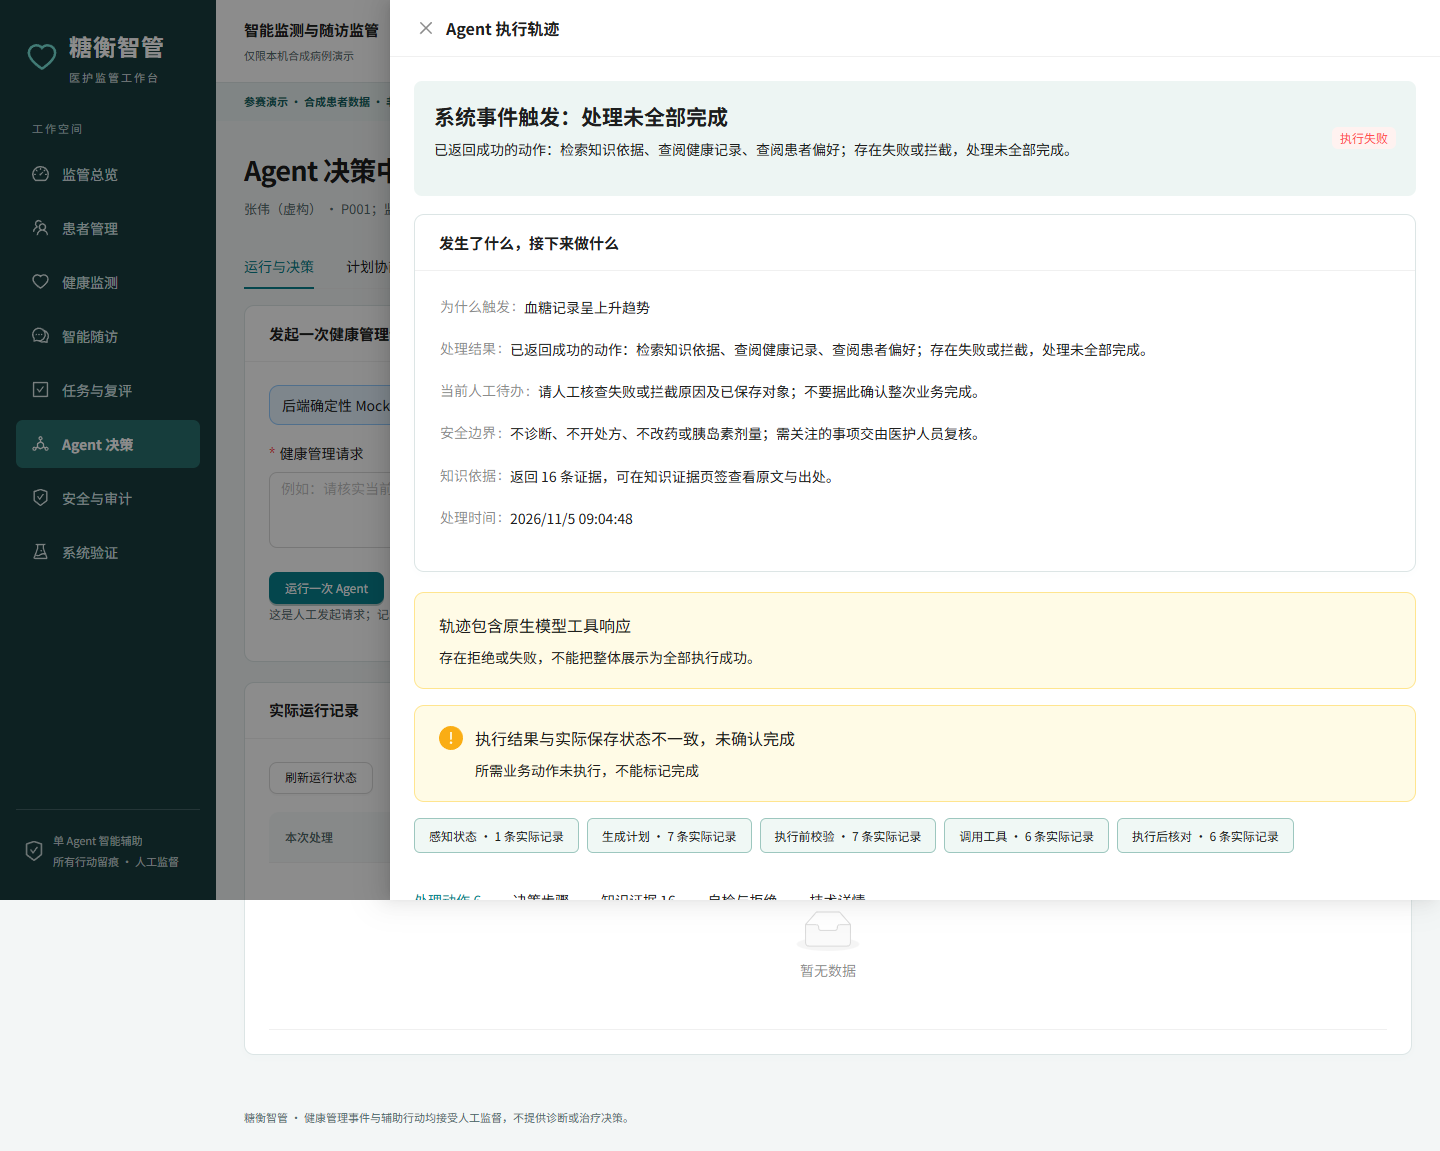 糖衡智管
医护监管工作台
工作空间
监管总览
患者管理
健康监测
智能随访
任务与复评
Agent 决策
安全与审计
系统验证
单 Agent 智能辅助
所有行动留痕 · 人工监督
智能监测与随访监管
仅限本机合成病例演示
参赛演示 · 合成患者数据 ·
Agent 决策中
张伟（虚构） · P001；
运行与决策
计划协
发起一次健康管理
后端确定性 Mock
* 健康管理请求
例如：请核实当前
运行一次 Agent
这是人工发起请求；记
实际运行记录
刷新运行状态
本次处理
暂无数据
糖衡智管 · 健康管理事件与辅助行动均接受人工监督，不提供诊断或治疗决策。
Agent 执行轨迹
系统事件触发：处理未全部完成
已返回成功的动作：检索知识依据、查阅健康记录、查阅患者偏好；存在失败或拦截，处理未全部完成。
执行失败
发生了什么，接下来做什么
为什么触发：血糖记录呈上升趋势
处理结果：已返回成功的动作：检索知识依据、查阅健康记录、查阅患者偏好；存在失败或拦截，处理未全部完成。
当前人工待办：请人工核查失败或拦截原因及已保存对象；不要据此确认整次业务完成。
安全边界：不诊断、不开处方、不改药或胰岛素剂量；需关注的事项交由医护人员复核。
知识依据：返回 16 条证据，可在知识证据页签查看原文与出处。
处理时间：2026/11/5 09:04:48
轨迹包含原生模型工具响应
存在拒绝或失败，不能把整体展示为全部执行成功。
执行结果与实际保存状态不一致，未确认完成
所需业务动作未执行，不能标记完成
感知状态 · 1 条实际记录
生成计划 · 7 条实际记录
执行前校验 · 7 条实际记录
调用工具 · 6 条实际记录
执行后核对 · 6 条实际记录
处理动作 6
决策步骤
知识证据 16
自检与拒绝
技术详情